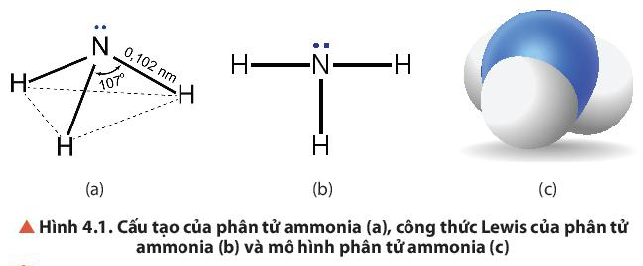 N
H
0,102 nm
107°
H
H
H
N
H
H
(a)
(b)
(c)
▲ Hình 4.1. Cấu tạo của phân tử ammonia (a), công thức Lewis của phân tử
ammonia (b) và mô hình phân tử ammonia (c)